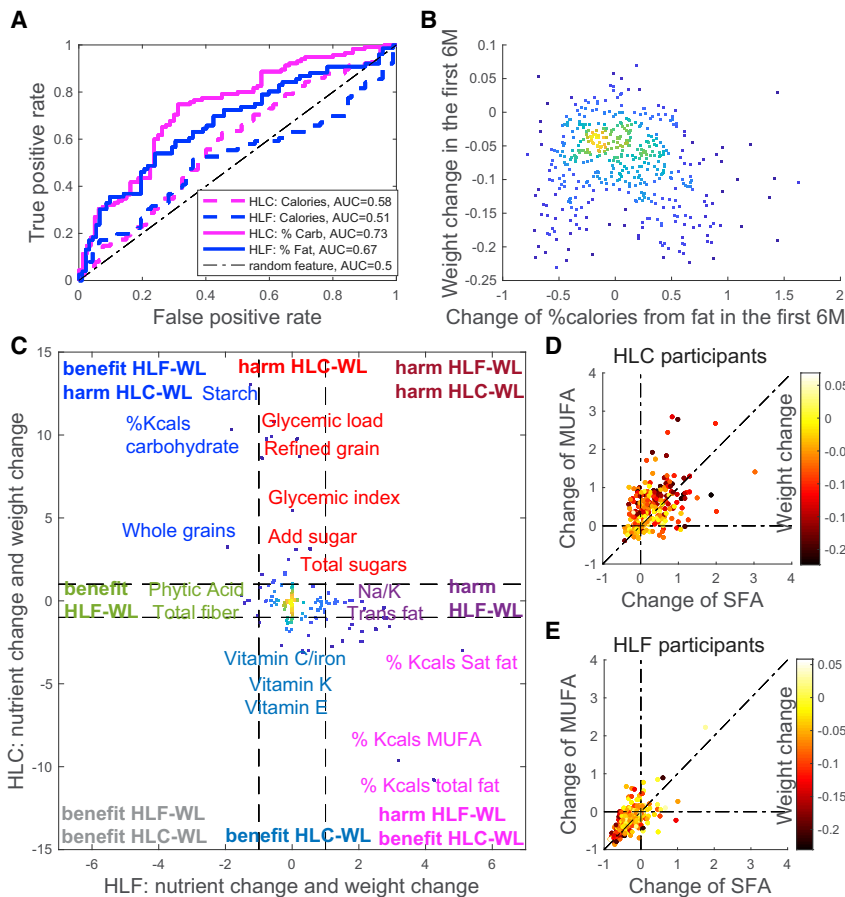 A
True positive rate
1
0.8
0.6
0.4
0.2
0
0
0.2
0.4
0.6
0.8
1
False positive rate
HLC: Calories, AUC=0.58
HLF: Calories, AUC=0.51
HLC: % Carb, AUC=0.73
HLF: % Fat, AUC=0.67
random feature, AUC=0.5
B
Weight change in the first 6M
0.1
0.05
0
-0.05
-0.1
-0.15
-0.2
-0.25
-1
-0.5
0
0.5
1
1.5
2
Change of %calories from fat in the first 6M
C
HLC: nutrient change and weight change
15
10
5
0
-5
-10
-15
benefit HLF-WL
harm HLC-WL
harm HLC-WL
harm HLF-WL
harm HLC-WL
Starch
%Kcals
carbohydrate
Glycemic load
Refined grain
Glycemic index
Whole grains
Add sugar
Total sugars
benefit
HLF-WL
Phytic Acid
Total fiber
Na/K
Trans fat
harm
HLF-WL
Vitamin C/iron
Vitamin K
Vitamin E
% Kcals Sat fat
% Kcals MUFA
% Kcals total fat
benefit HLF-WL
benefit HLC-WL
benefit HLC-WL
harm HLF-WL
benefit HLC-WL
-6
-4
-2
0
2
4
6
HLF: nutrient change and weight change
D
HLC participants
Change of MUFA
4
3
2
1
0
-1
-1
0
1
2
3
4
Change of SFA
Weight change
0.05
0
-0.05
-0.1
-0.15
-0.2
E
HLF participants
Change of MUFA
4
3
2
1
0
-1
-1
0
1
2
3
4
Change of SFA
Weight change
0.05
0
-0.05
-0.1
-0.15
-0.2